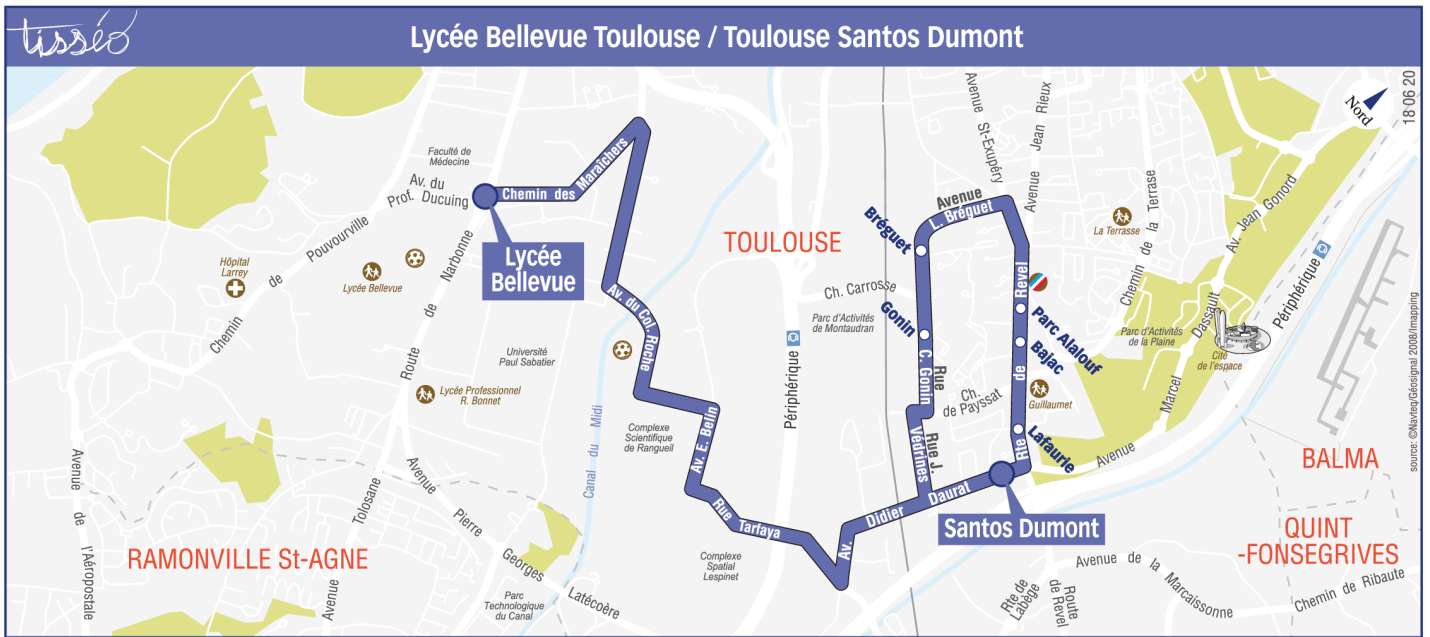 tisséo
Lycée Bellevue Toulouse / Toulouse Santos Dumont
18 06 20
Nord
source: ©Navteq/Géosignal 2008/Imapping
Faculté de
Médecine
Av. du
Prof. Ducuing
Chemin des Maraîchers
Lycée
Bellevue
Hôpital
Larrey
Chemin de Pouvourville
Lycée Bellevue
Route de Narbonne
Av. du Col. Roche
Université
Paul Sabatier
Lycée Professionnel
R. Bonnet
Canal du Midi
Complexe
Scientifique
de Rangueil
Av. E. Belin
Rue Tarfaya
Complexe
Spatial
Lespinet
TOULOUSE
Périphérique
Ch. Carrosse
Parc d'Activités
de Montaudran
Avenue St-Exupéry
Avenue Jean Rieux
Avenue
L. Bréguet
Bréguet
Gonin
Rue
C. Gonin
Rue J.
Védrines
Rte de Revel
Parc Alalouf
Bajac
Ch.
de Payssat
Guillaumet
Lafaurie
Av. Didier Daurat
Santos Dumont
La Terrasse
Chemin de la Terrasse
Av. Jean Gonord
Parc d'Activités
de la Plaine
Avenue Marcel Dassault
Cité
de l'espace
Périphérique
BALMA
QUINT
-FONSEGRIVES
Avenue de la Marcaissonne
Chemin de Ribaute
Rte de
Labège
Route
de Revel
RAMONVILLE St-AGNE
Avenue de l'Aéropostale
Avenue Tolosane
Avenue Pierre Georges Latécoère
Parc
Technologique
du Canal